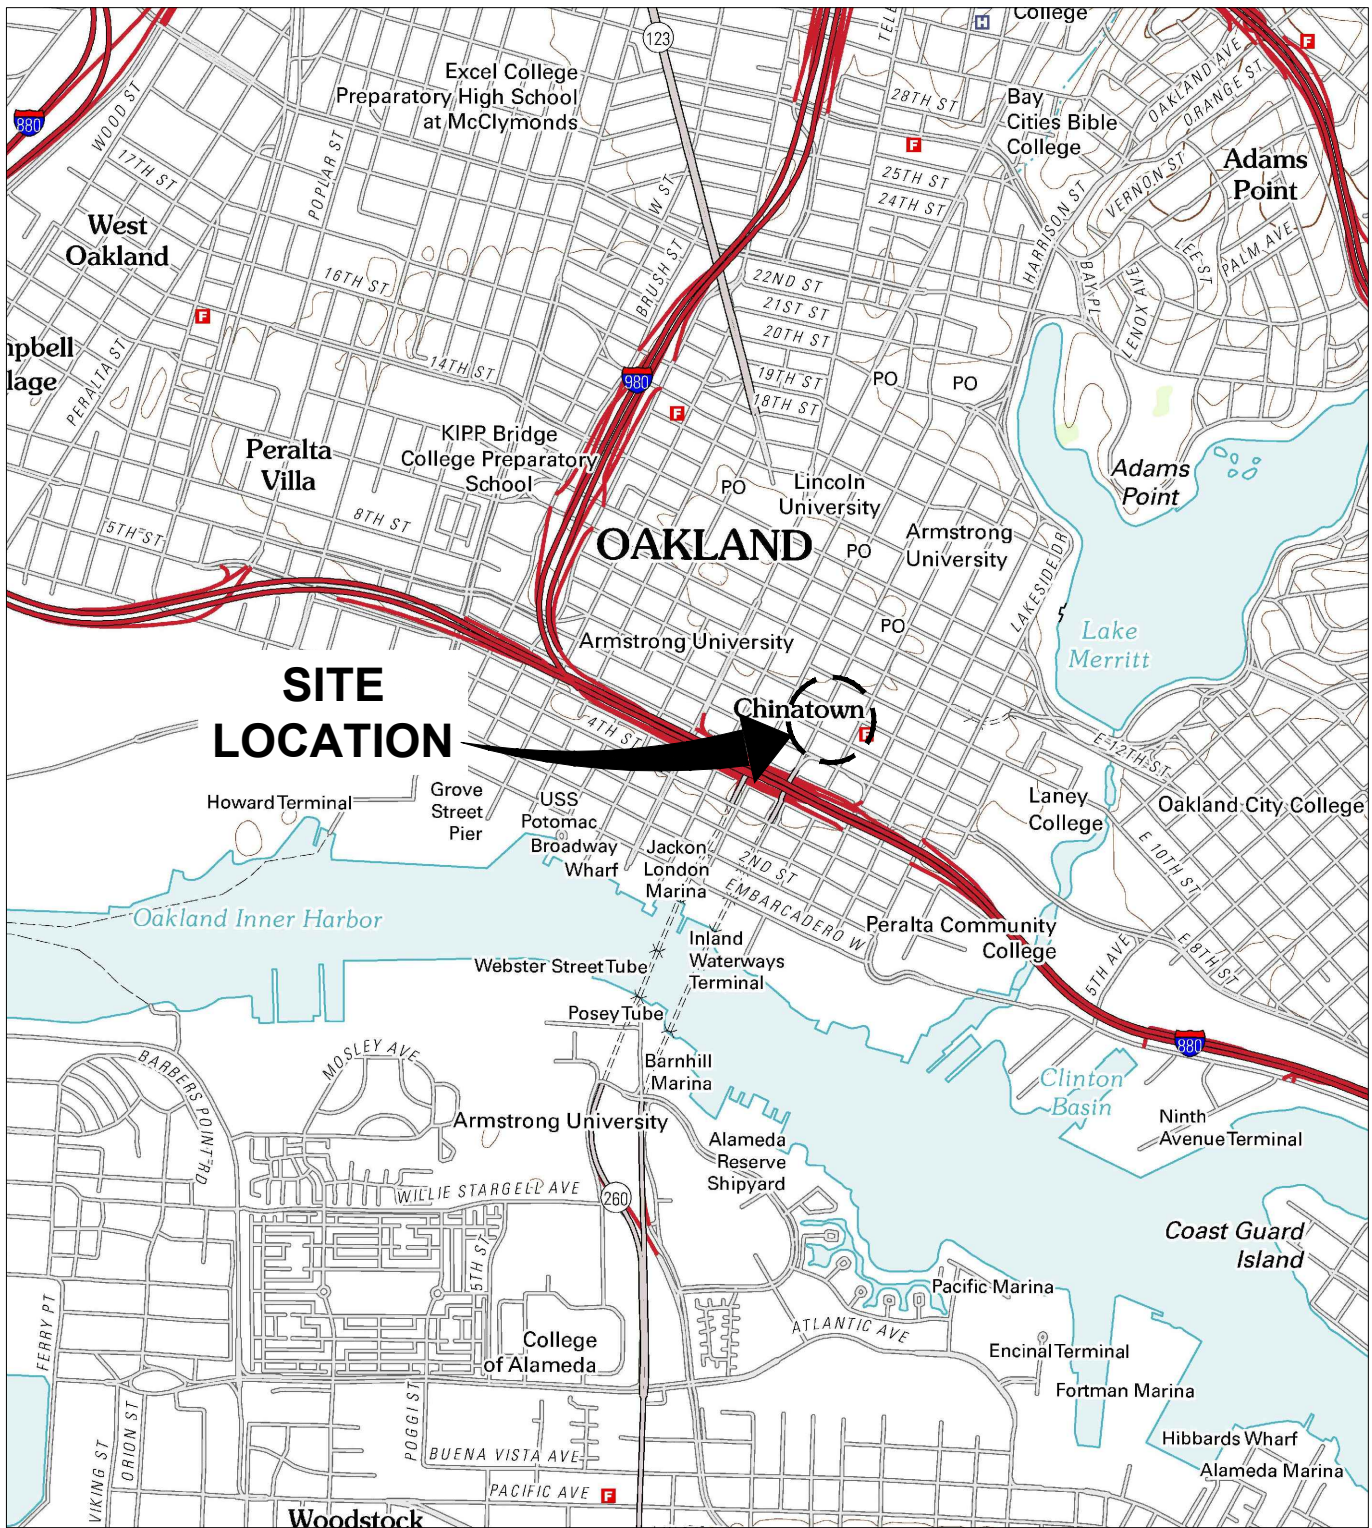 College
TELE
H
F
123
Excel College
Preparatory High School
at McClymonds
880
WOOD ST
17TH ST
POPLAR ST
28TH ST
Bay
Cities Bible
College
OAKLAND AVE
ORANGE ST
Adams
Point
VERNON ST
F
25TH ST
24TH ST
W ST
HARRISON ST
West
Oakland
16TH ST
BRUSH ST
22ND ST
21ST ST
20TH ST
BAY PL
LENOX AVE
LEE ST
PALM AVE
F
mpbell
lage
PERALTA ST
14TH ST
980
19TH ST
18TH ST
PO
PO
F
KIPP Bridge
College Preparatory
School
Peralta
Villa
PO
Lincoln
University
Adams
Point
5TH ST
8TH ST
OAKLAND
PO
Armstrong
University
LAKESIDE DR
PO
Armstrong University
Lake
Merritt
SITE
LOCATION
Chinatown
F
4TH ST
E 12TH ST
Howard Terminal
Grove
Street
Pier
USS
Potomac
Broadway
Wharf
Jackon
London
Marina
2ND ST
EMBARCADERO W
Laney
College
Oakland City College
E 10TH ST
Oakland Inner Harbor
Peralta Community
College
E 8TH ST
5TH AVE
Inland
Waterways
Terminal
Webster Street Tube
Posey Tube
880
Barnhill
Marina
Clinton
Basin
MOSLEY AVE
BARBERS POINT RD
Armstrong University
Ninth
Avenue Terminal
Alameda
Reserve
Shipyard
WILLIE STARGELL AVE
260
Coast Guard
Island
5TH ST
Pacific Marina
FERRY PT
ATLANTIC AVE
College
of Alameda
Encinal Terminal
Fortman Marina
POGGI ST
ORION ST
VIKING ST
BUENA VISTA AVE
Hibbards Wharf
Alameda Marina
PACIFIC AVE
F
Woodstock